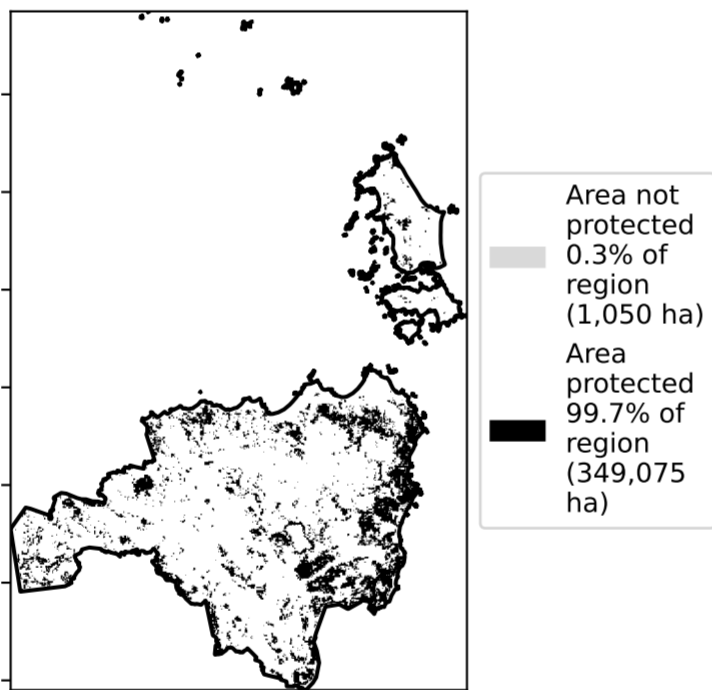 Area not
protected
0.3% of
region
(1,050 ha)
Area
protected
99.7% of
region
(349,075
ha)